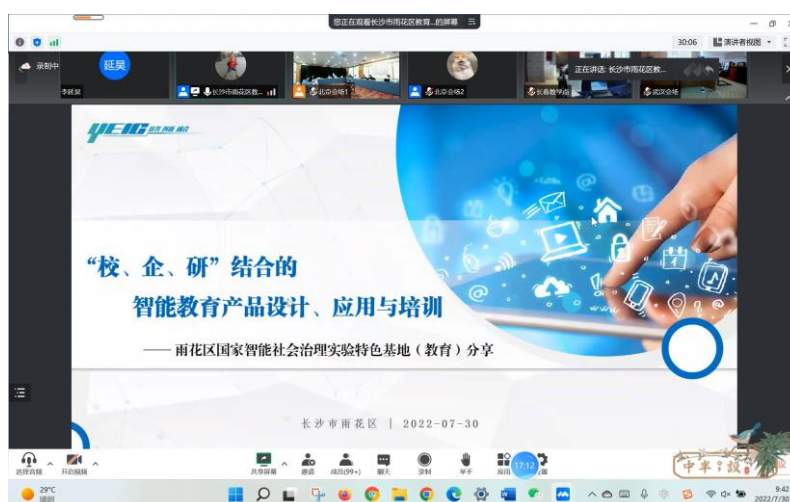 您正在观看长沙市雨花区教育...的屏幕
30:06
演讲者视图
录制中
延昊
正在讲话: 长沙市雨花区教...
李延昊
长沙市雨花区教...
北京会场1
北京会场2
长春教学点
武汉会场
YEIG
“校、企、研”结合的
智能教育产品设计、应用与培训
—— 雨花区国家智能社会治理实验特色基地(教育)分享
长沙市雨花区 | 2022-07-30
选择音频
开启视频
共享屏幕
邀请
成员(99+)
聊天
录制
举手
应用
17:12
29°C
晴朗
9:42
2022/7/30